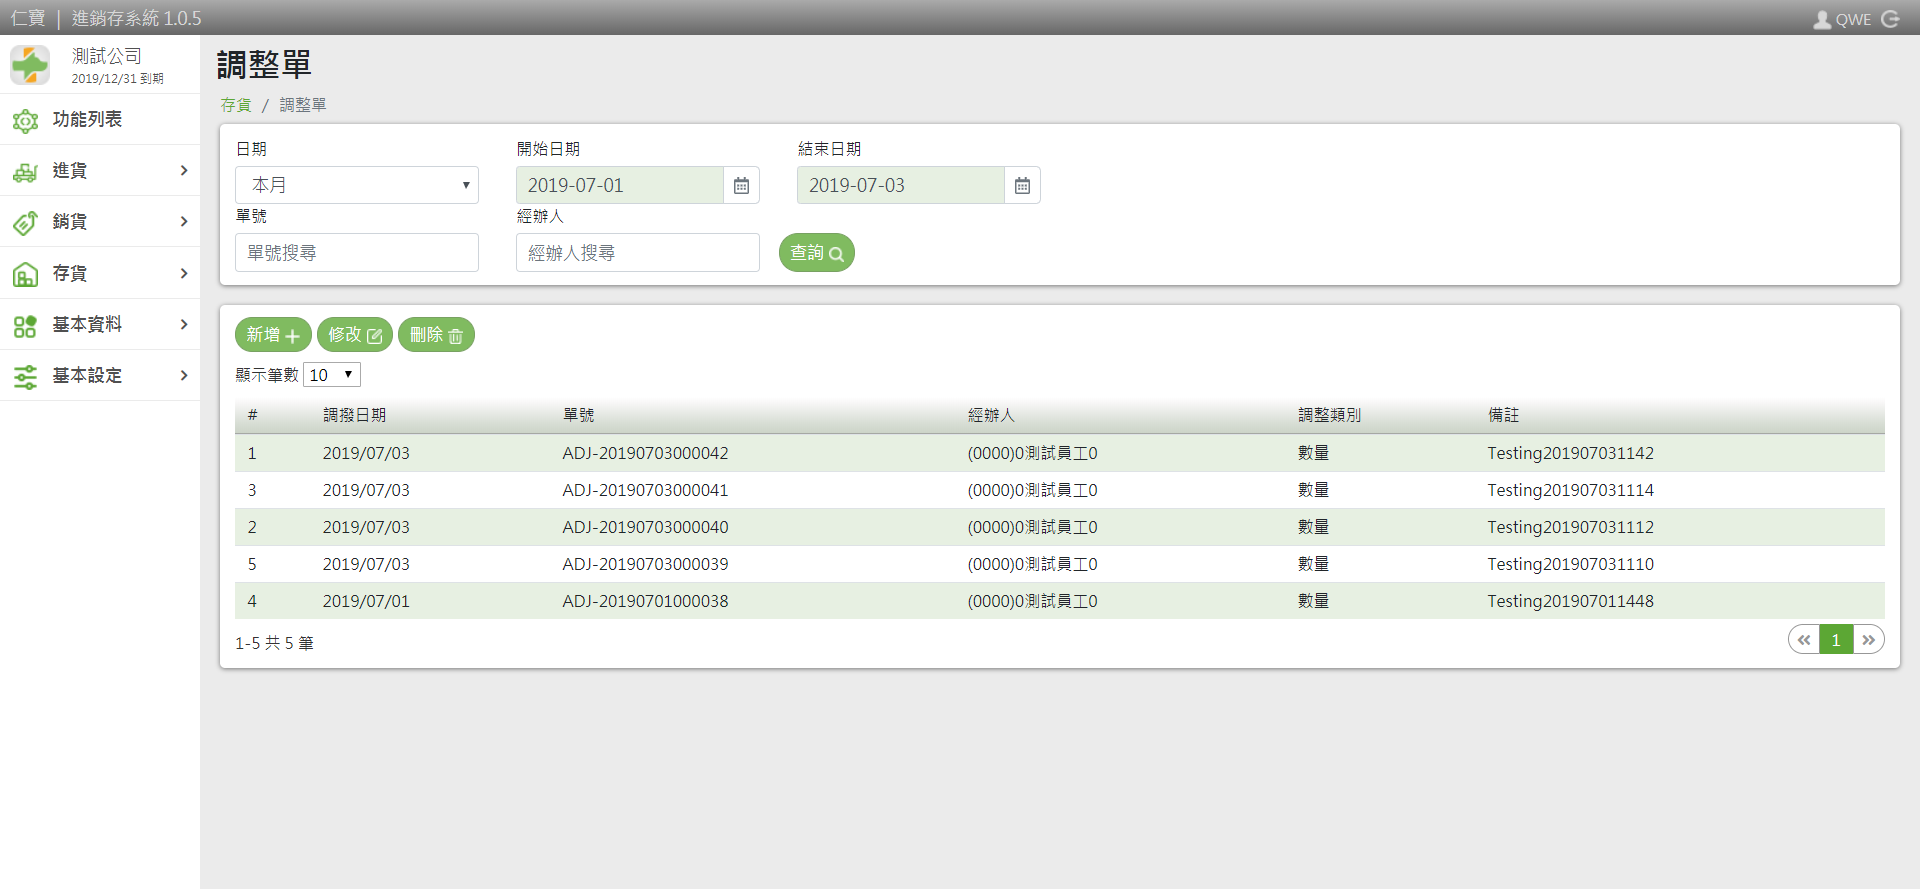 仁寶 | 進銷存系統 1.0.5
QWE
測試公司
2019/12/31 到期
功能列表
進貨
銷貨
存貨
基本資料
基本設定
調整單
存貨 / 調整單
日期 開始日期 結束日期
本月 2019-07-01 2019-07-03
單號 經辦人
單號搜尋 經辦人搜尋 查詢
新增 修改 刪除
顯示筆數 10
# 調撥日期 單號 經辦人 調整類別 備註
1 2019/07/03 ADJ-20190703000042 (0000)0測試員工0 數量 Testing201907031142
3 2019/07/03 ADJ-20190703000041 (0000)0測試員工0 數量 Testing201907031114
2 2019/07/03 ADJ-20190703000040 (0000)0測試員工0 數量 Testing201907031112
5 2019/07/03 ADJ-20190703000039 (0000)0測試員工0 數量 Testing201907031110
4 2019/07/01 ADJ-20190701000038 (0000)0測試員工0 數量 Testing201907011448
1-5 共 5 筆
« 1 »